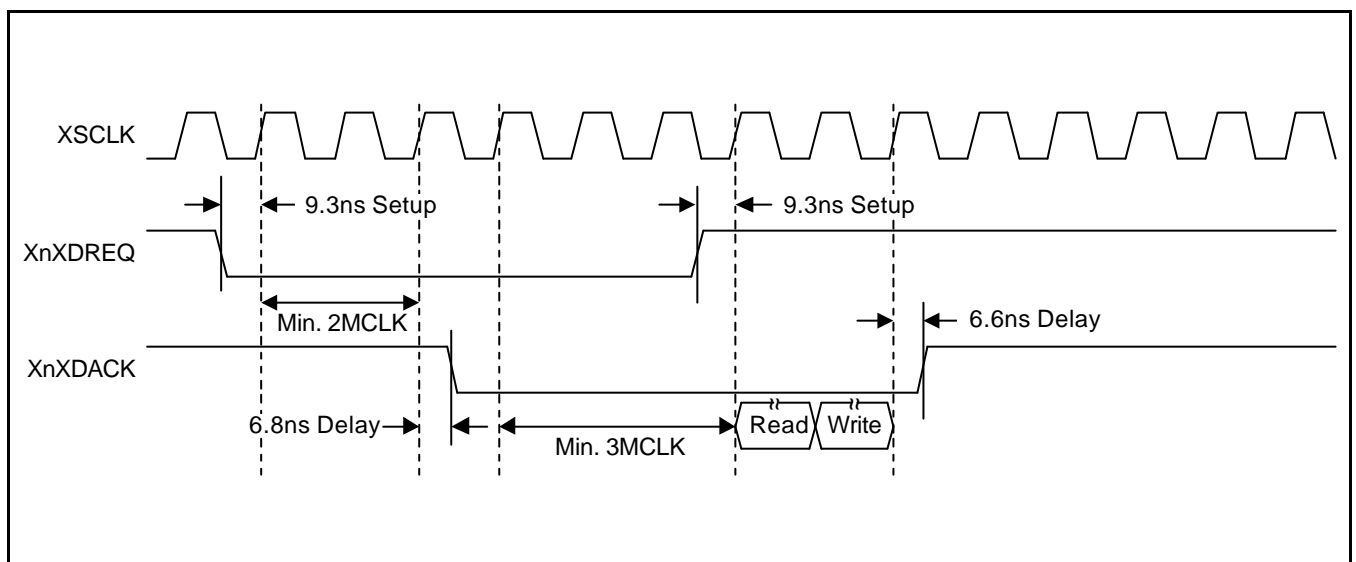 XSCLK
9.3ns Setup
9.3ns Setup
XnXDREQ
Min. 2MCLK
6.6ns Delay
XnXDACK
6.8ns Delay
Read
Write
Min. 3MCLK